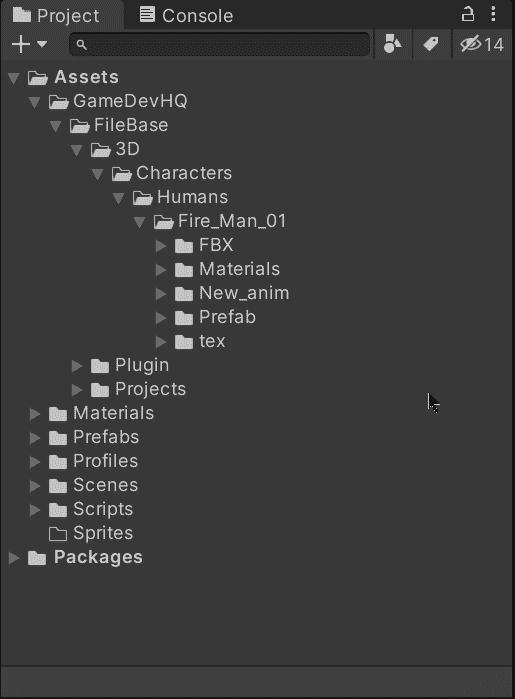 Project Console
14
Assets
GameDevHQ
FileBase
3D
Characters
Humans
Fire_Man_01
FBX
Materials
New_anim
Prefab
tex
Plugin
Projects
Materials
Prefabs
Profiles
Scenes
Scripts
Sprites
Packages